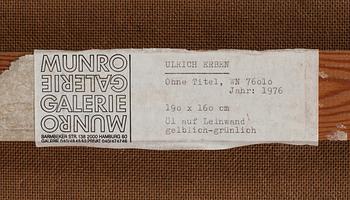 MUNRO
GALERIE
GALERIE
MUNRO
BARMBEKER STR. 138 2000 HAMBURG 60
ULRICH ERBEN
Ohne Titel, WN 76010
Jahr: 1976
190 x 160 cm
Öl auf Leinwand
gelblich-grünlich